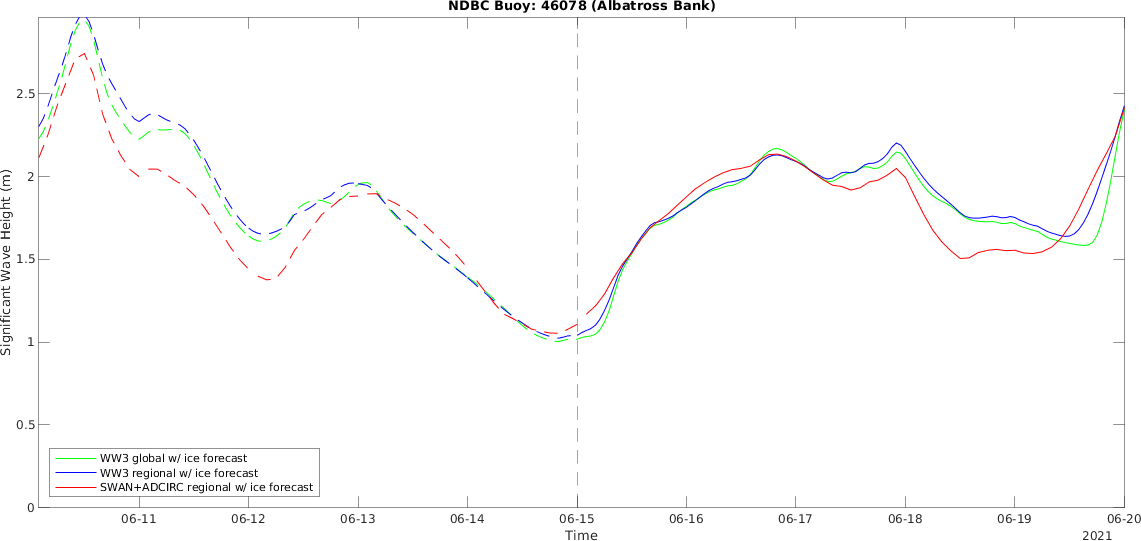 NDBC Buoy: 46078 (Albatross Bank)
Significant Wave Height (m)
2.5
2
1.5
1
0.5
0
WW3 global w/ ice forecast
WW3 regional w/ ice forecast
SWAN+ADCIRC regional w/ ice forecast
06-11 06-12 06-13 06-14 06-15 06-16 06-17 06-18 06-19 06-20
Time
2021